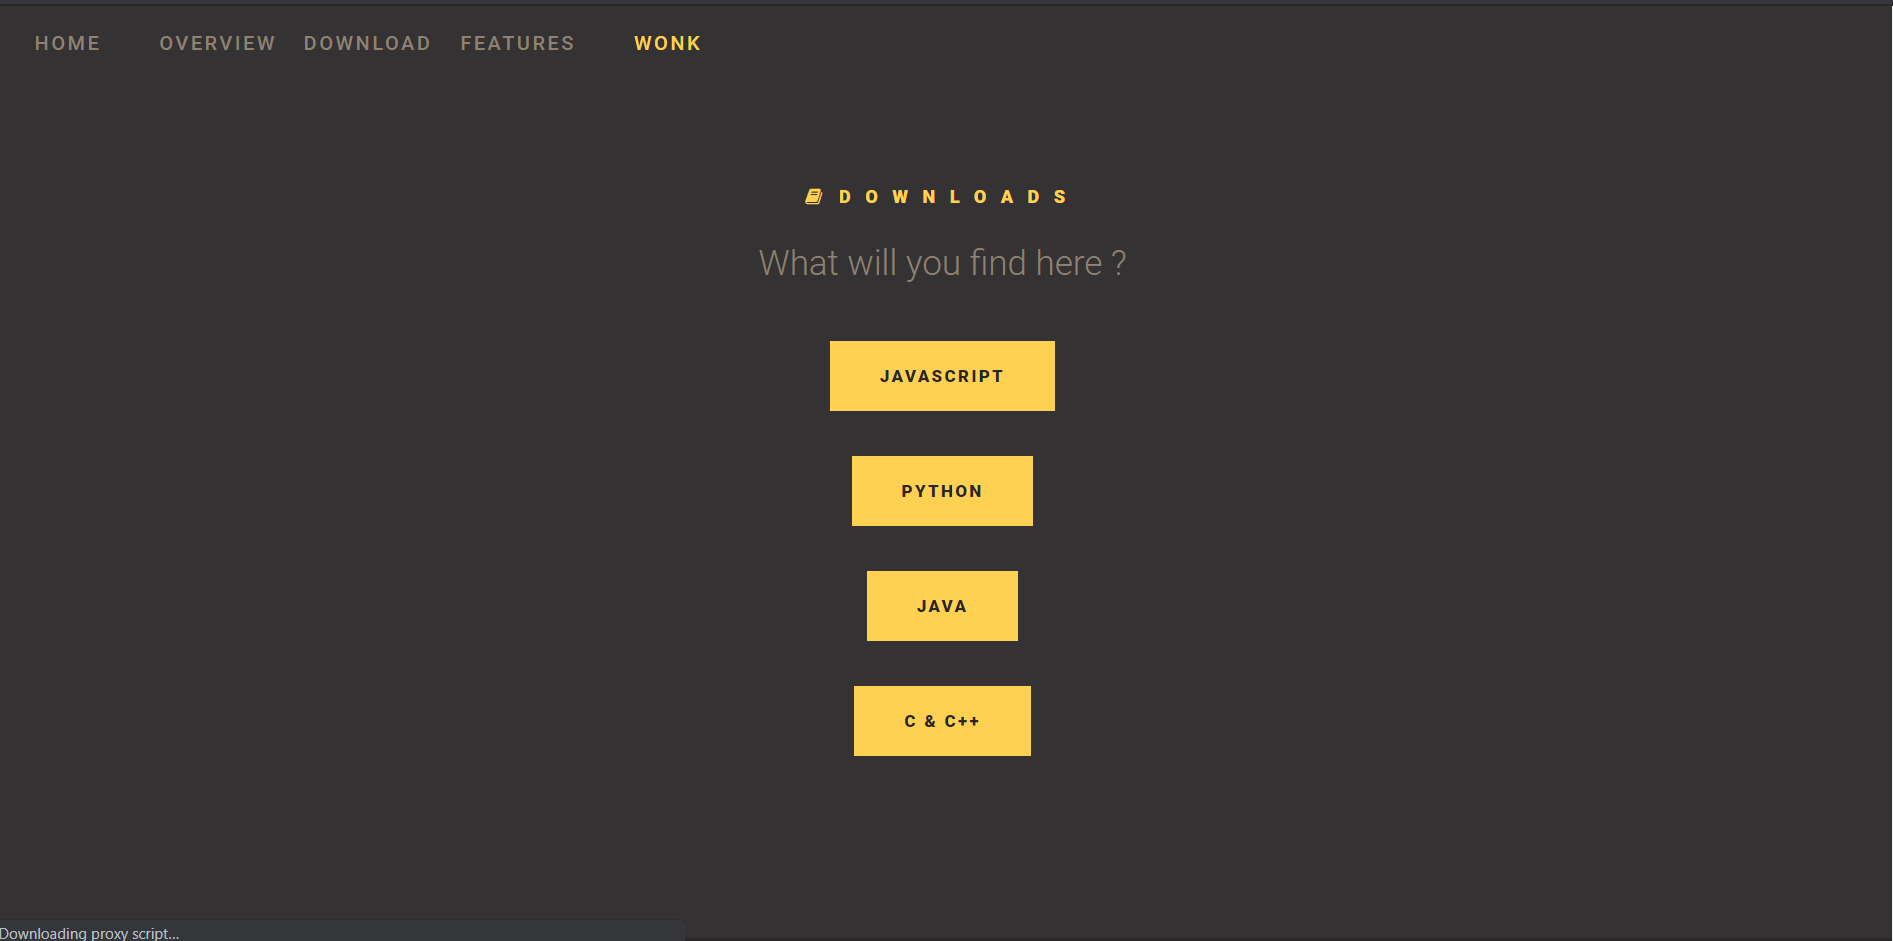 HOME OVERVIEW DOWNLOAD FEATURES WONK
DOWNLOADS
What will you find here ?
JAVASCRIPT
PYTHON
JAVA
C & C++
Downloading proxy script...